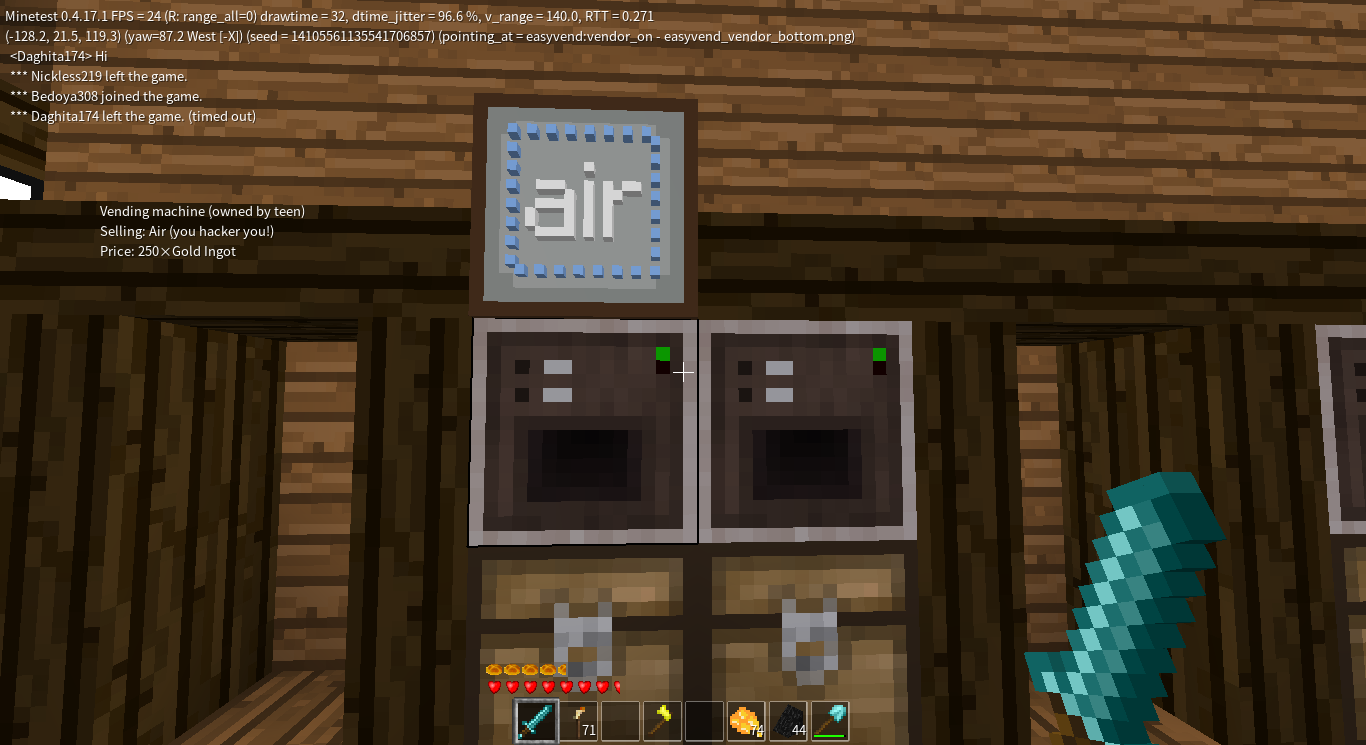 Minetest 0.4.17.1 FPS = 24 (R: range_all=0) drawtime = 32, dtime_jitter = 96.6 %, v_range = 140.0, RTT = 0.271
(-128.2, 21.5, 119.3) (yaw=87.2 West [-X]) (seed = 14105561135541706857) (pointing_at = easyvend:vendor_on - easyvend_vendor_bottom.png)
<Daghita174> Hi
*** Nickless219 left the game.
*** Bedoya308 joined the game.
*** Daghita174 left the game. (timed out)
air
Vending machine (owned by teen)
Selling: Air (you hacker you!)
Price: 250×Gold Ingot
71
74
44